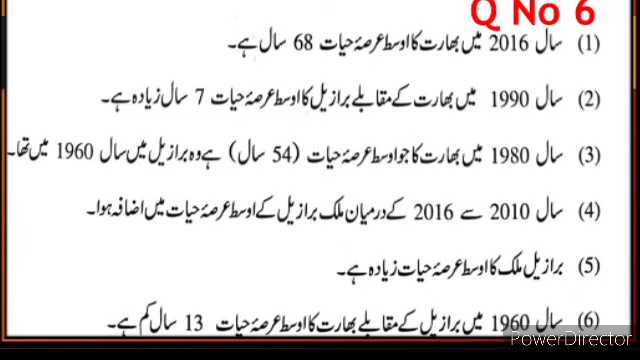 Q No 6
(1) سال 2016 میں بھارت کا اوسط عرصۂ حیات 68 سال ہے۔
(2) سال 1990 میں بھارت کے مقابلے برازیل کا اوسط عرصۂ حیات 7 سال زیادہ ہے۔
(3) سال 1980 میں بھارت کا جو اوسط عرصۂ حیات (54 سال) ہے وہ برازیل میں سال 1960 میں تھا۔
(4) سال 2010 سے 2016 کے درمیان ملک برازیل کے اوسط عرصۂ حیات میں اضافہ ہوا۔
(5) برازیل ملک کا اوسط عرصۂ حیات زیادہ ہے۔
(6) سال 1960 میں برازیل کے مقابلے بھارت کا اوسط عرصۂ حیات 13 سال کم ہے۔
PowerDirector